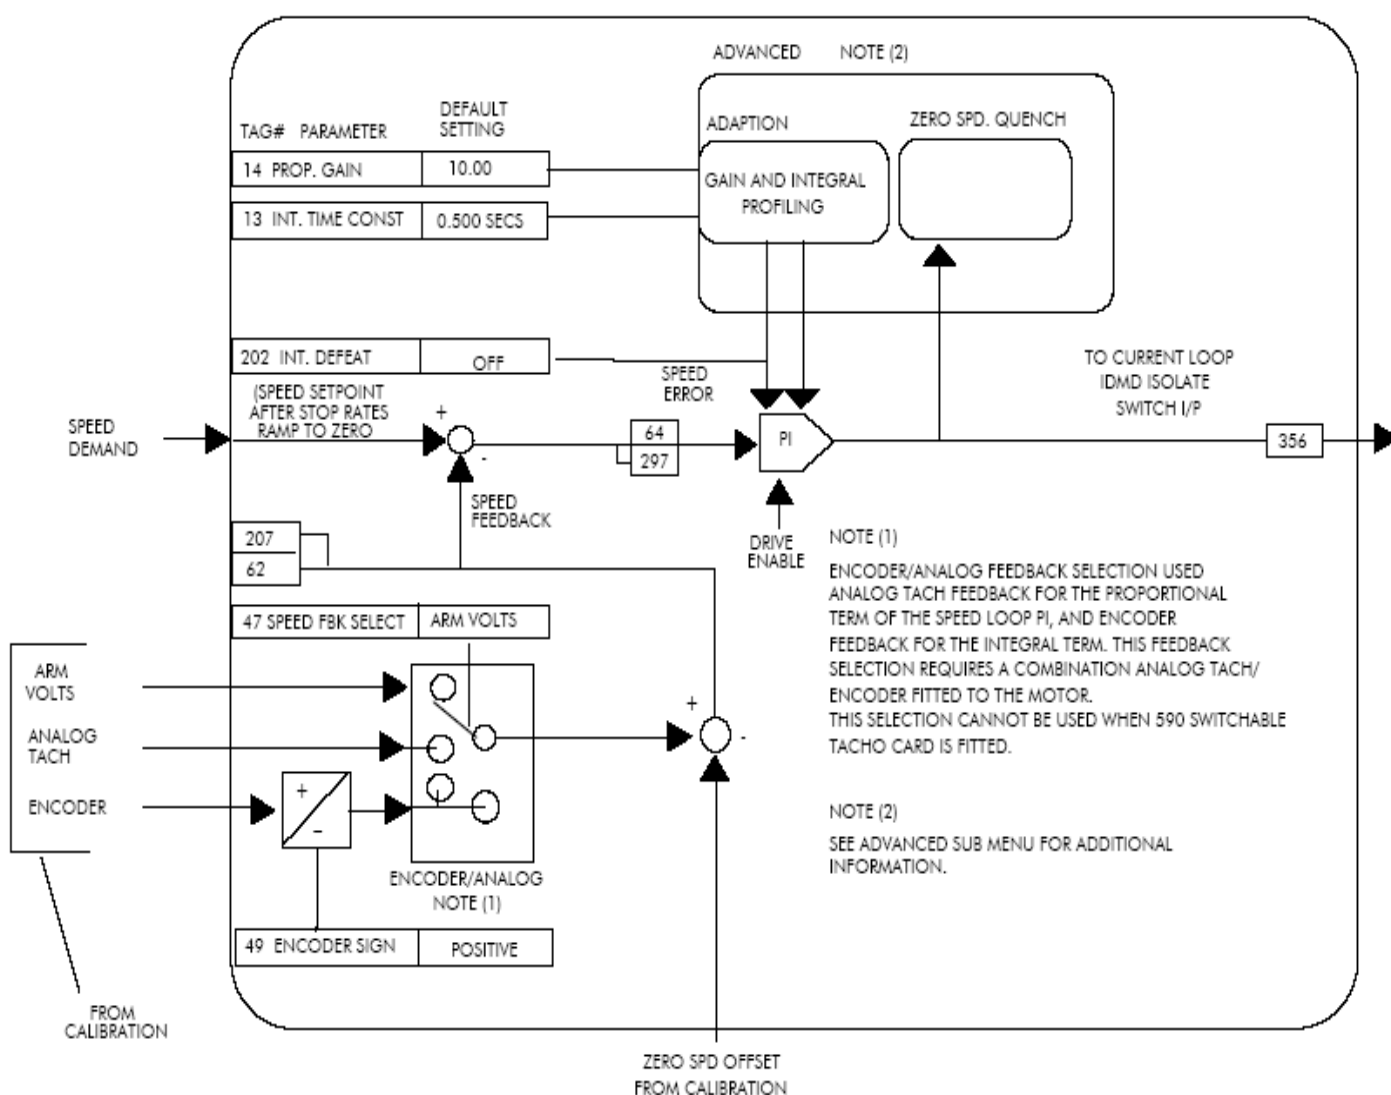 ADVANCED NOTE (2)
DEFAULT
SETTING
TAG# PARAMETER
14 PROP. GAIN 10.00
13 INT. TIME CONST 0.500 SECS
ADAPTION
GAIN AND INTEGRAL
PROFILING
ZERO SPD. QUENCH
202 INT. DEFEAT OFF
(SPEED SETPOINT
AFTER STOP RATES
RAMP TO ZERO
SPEED
DEMAND
+
-
SPEED
ERROR
64
297
PI
TO CURRENT LOOP
IDMD ISOLATE
SWITCH I/P
356
SPEED
FEEDBACK
DRIVE
ENABLE
207
62
47 SPEED FBK SELECT ARM VOLTS
ARM
VOLTS
ANALOG
TACH
ENCODER
+
-
+
-
ENCODER/ANALOG
NOTE (1)
49 ENCODER SIGN POSITIVE
FROM
CALIBRATION
ZERO SPD OFFSET
FROM CALIBRATION
NOTE (1)
ENCODER/ANALOG FEEDBACK SELECTION USED
ANALOG TACH FEEDBACK FOR THE PROPORTIONAL
TERM OF THE SPEED LOOP PI, AND ENCODER
FEEDBACK FOR THE INTEGRAL TERM. THIS FEEDBACK
SELECTION REQUIRES A COMBINATION ANALOG TACH/
ENCODER FITTED TO THE MOTOR.
THIS SELECTION CANNOT BE USED WHEN 590 SWITCHABLE
TACHO CARD IS FITTED.
NOTE (2)
SEE ADVANCED SUB MENU FOR ADDITIONAL
INFORMATION.